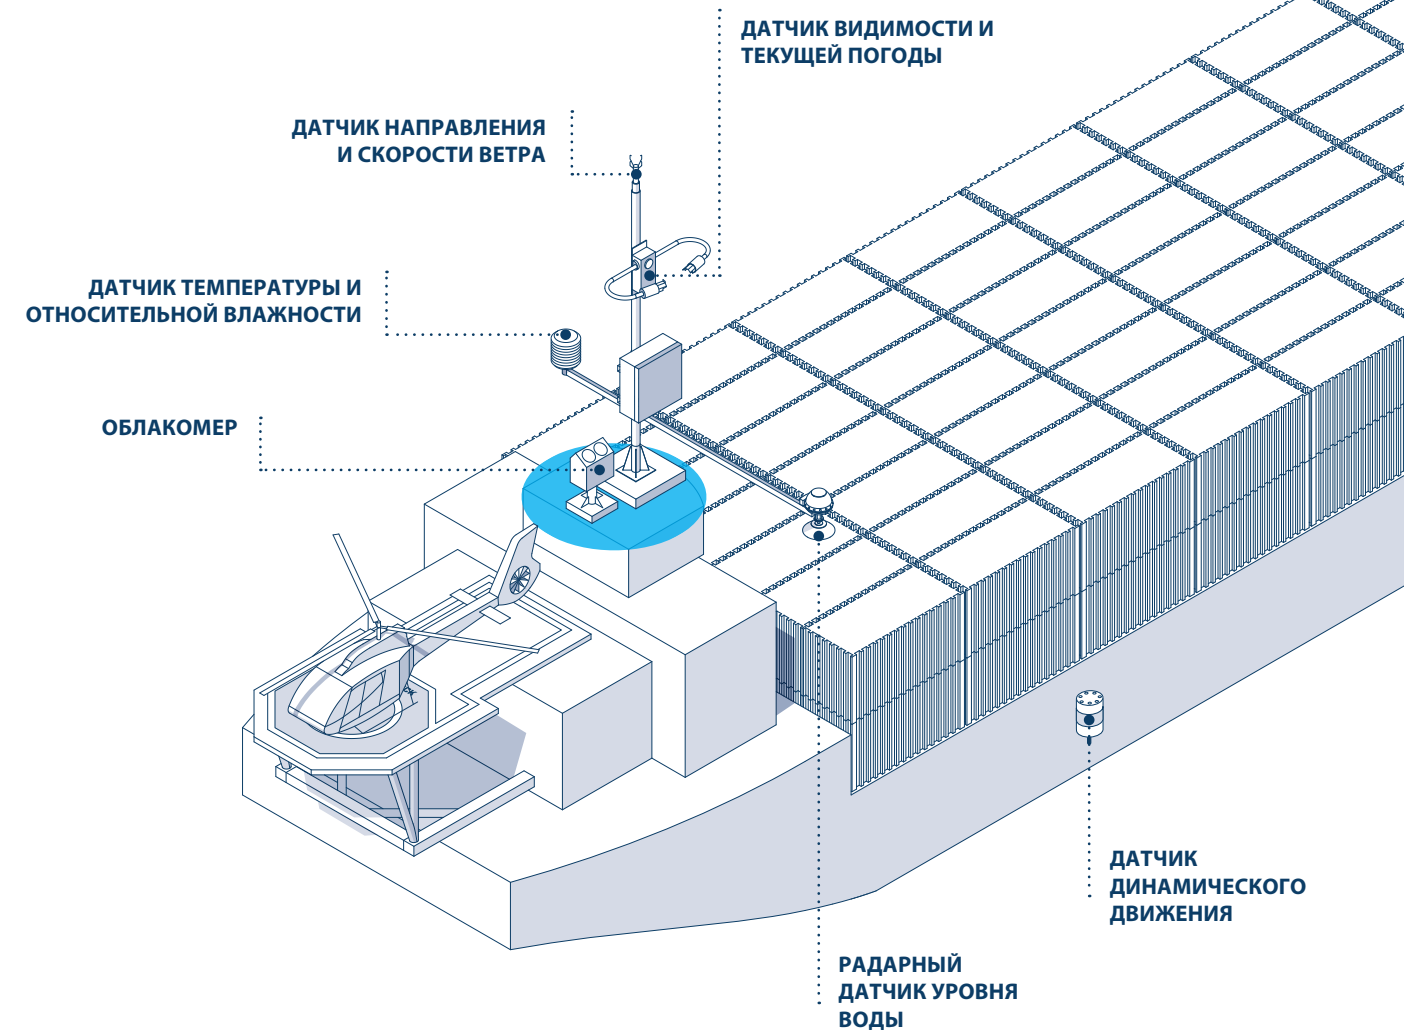 ДАТЧИК ВИДИМОСТИ И
ТЕКУЩЕЙ ПОГОДЫ
ДАТЧИК НАПРАВЛЕНИЯ
И СКОРОСТИ ВЕТРА
ДАТЧИК ТЕМПЕРАТУРЫ И
ОТНОСИТЕЛЬНОЙ ВЛАЖНОСТИ
ОБЛАКОМЕР
ДАТЧИК
ДИНАМИЧЕСКОГО
ДВИЖЕНИЯ
РАДАРНЫЙ
ДАТЧИК УРОВНЯ
ВОДЫ